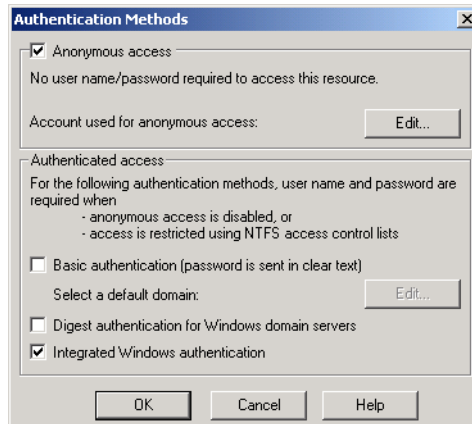 Authentication Methods
Anonymous access
No user name/password required to access this resource.
Account used for anonymous access:
Edit...
Authenticated access
For the following authentication methods, user name and password are
required when
- anonymous access is disabled, or
- access is restricted using NTFS access control lists
Basic authentication (password is sent in clear text)
Select a default domain:
Edit...
Digest authentication for Windows domain servers
Integrated Windows authentication
OK
Cancel
Help